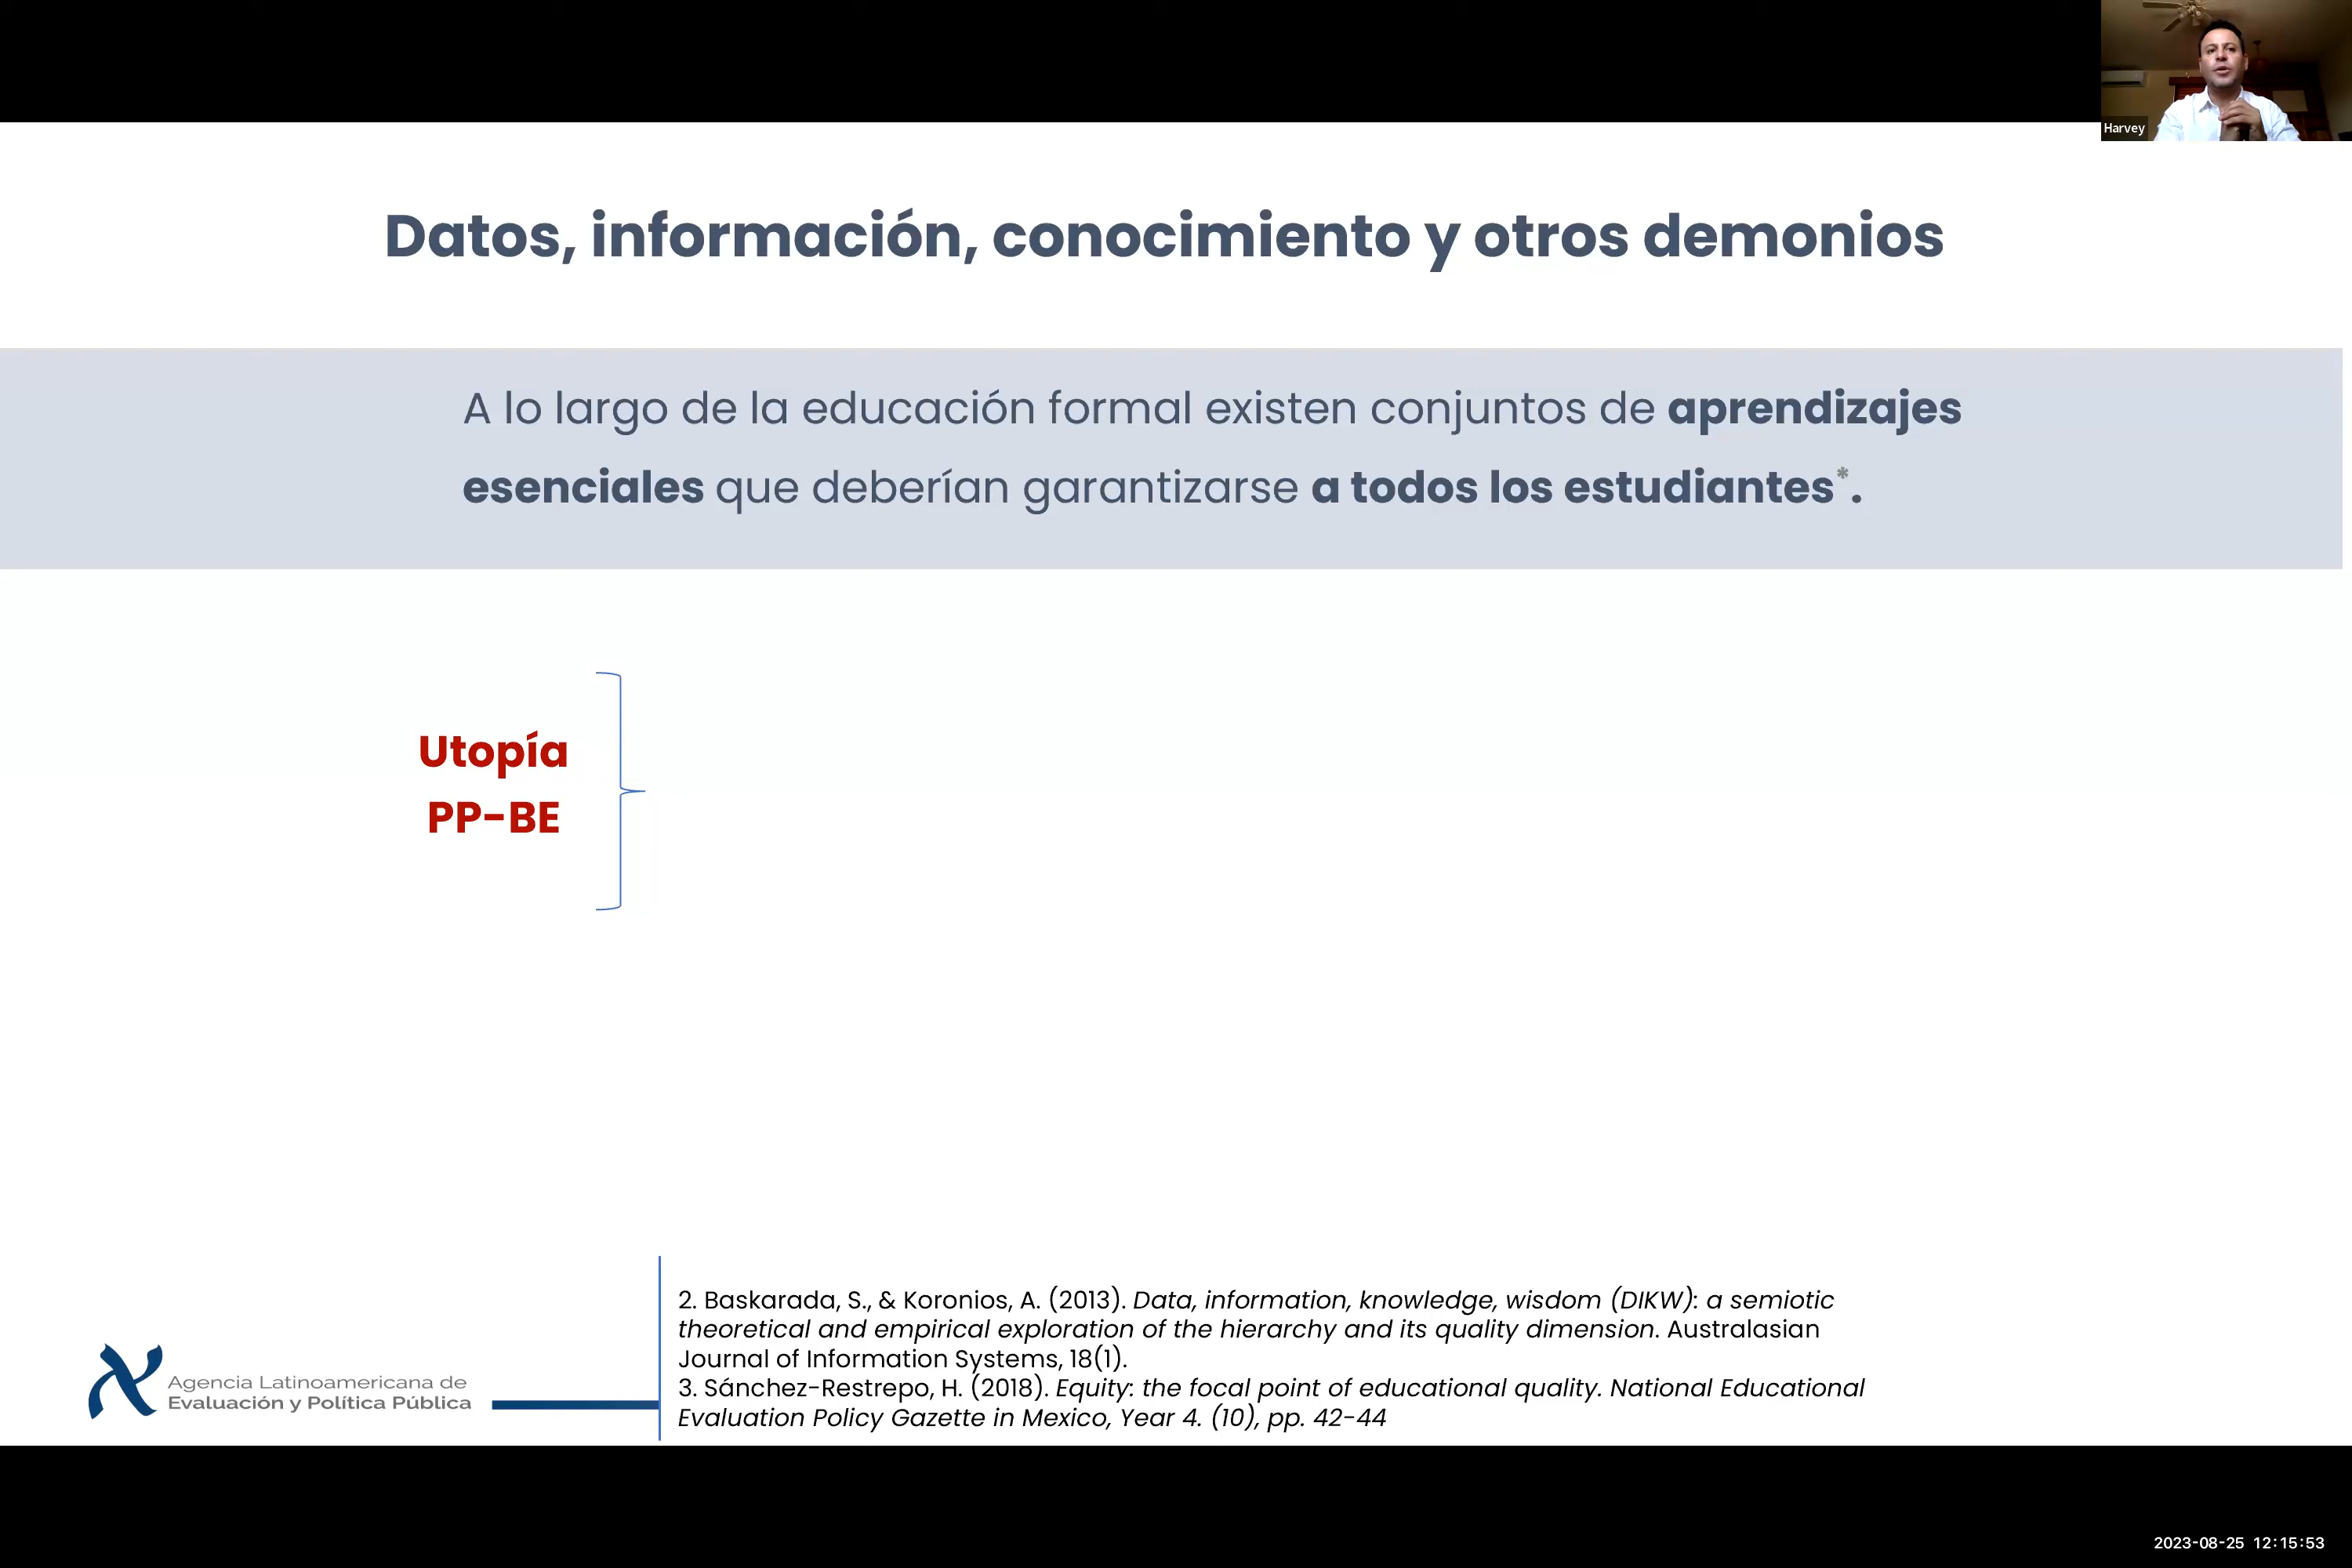 Harvey
Datos, información, conocimiento y otros demonios
A lo largo de la educación formal existen conjuntos de aprendizajes
esenciales que deberían garantizarse a todos los estudiantes*.
Utopía
PP-BE
2. Baskarada, S., & Koronios, A. (2013). Data, information, knowledge, wisdom (DIKW): a semiotic
theoretical and empirical exploration of the hierarchy and its quality dimension. Australasian
Journal of Information Systems, 18(1).
3. Sánchez-Restrepo, H. (2018). Equity: the focal point of educational quality. National Educational
Evaluation Policy Gazette in Mexico, Year 4. (10), pp. 42-44
Agencia Latinoamericana de
Evaluación y Política Pública
2023-08-25 12:15:53